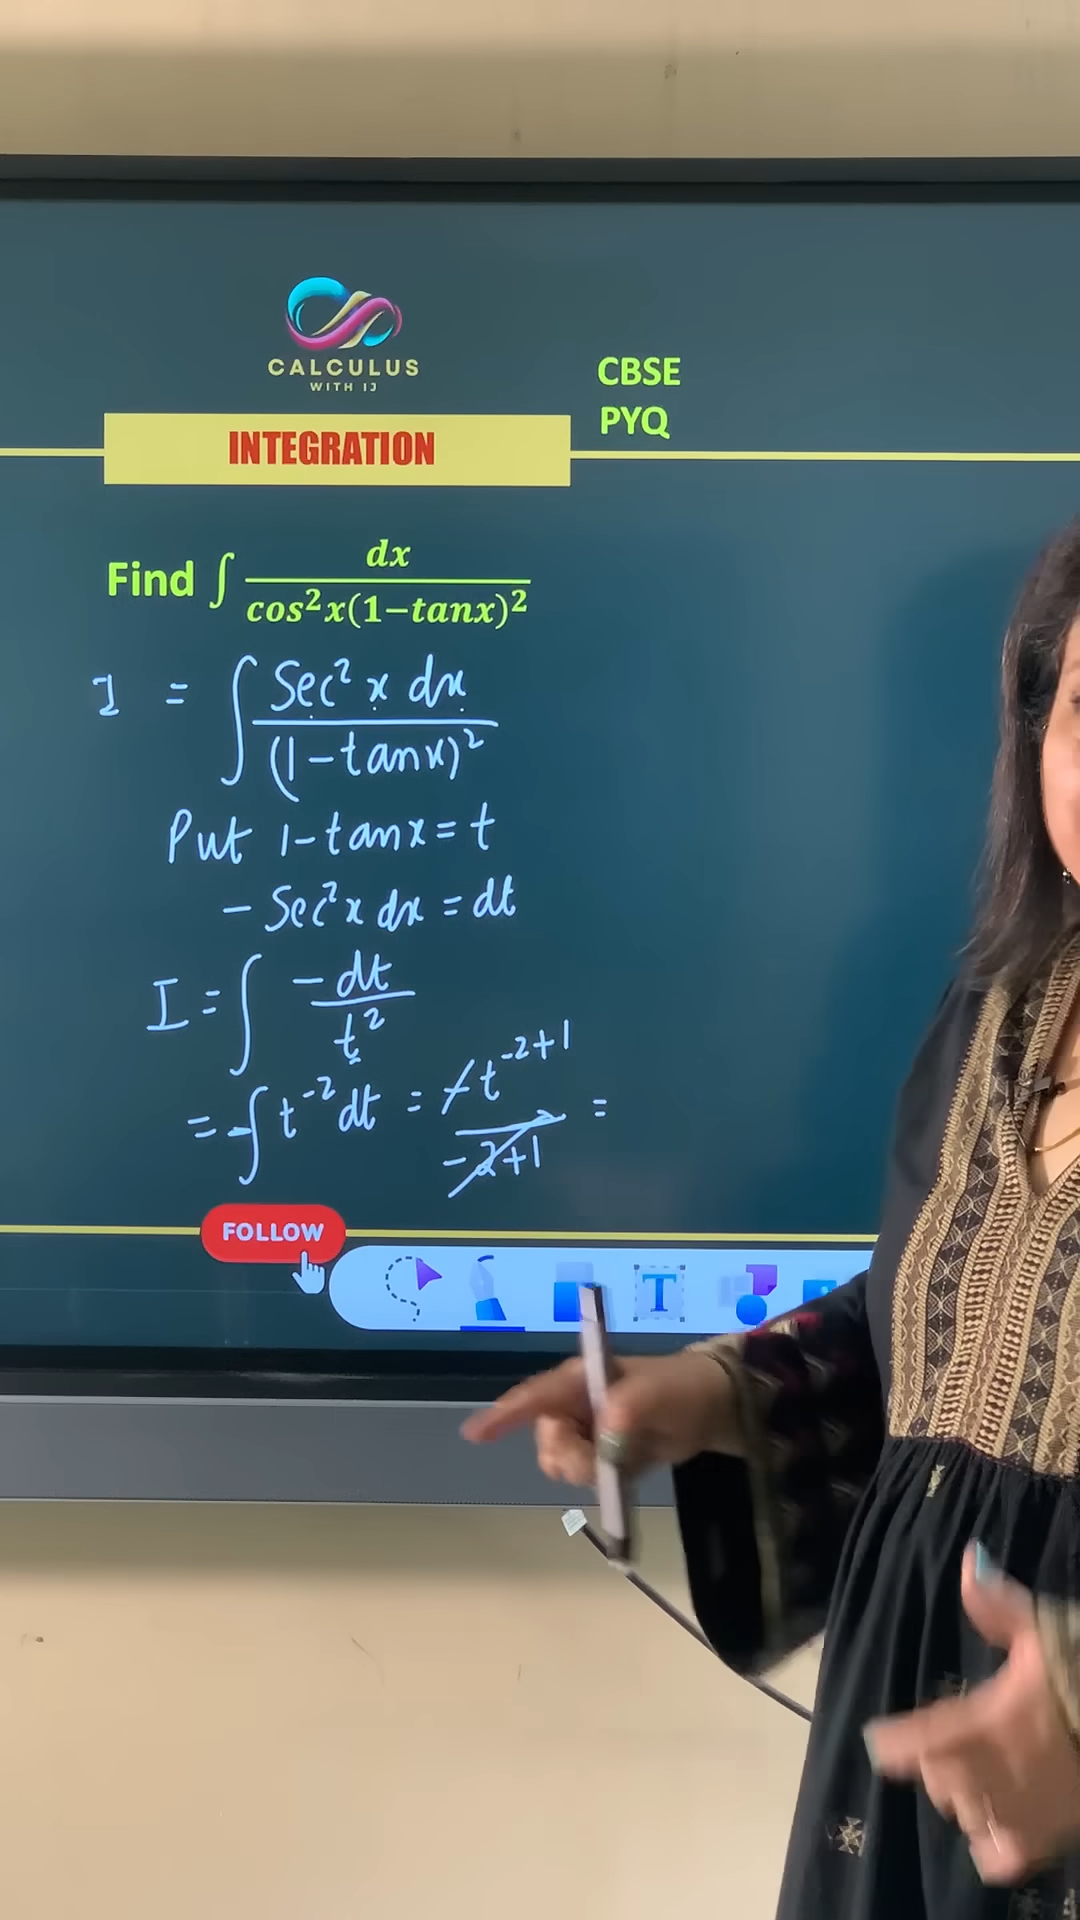 CALCULUS
WITH IJ
CBSE
PYQ
INTEGRATION
Find ∫ dx / cos²x(1−tanx)²
I = ∫ Sec² x dx / (1-tanx)²
Put 1-tanx = t
- Sec²x dx = dt
I = ∫ -dt / t²
= -∫ t⁻² dt = -t⁻²⁺¹ / -2+1 =
FOLLOW
T